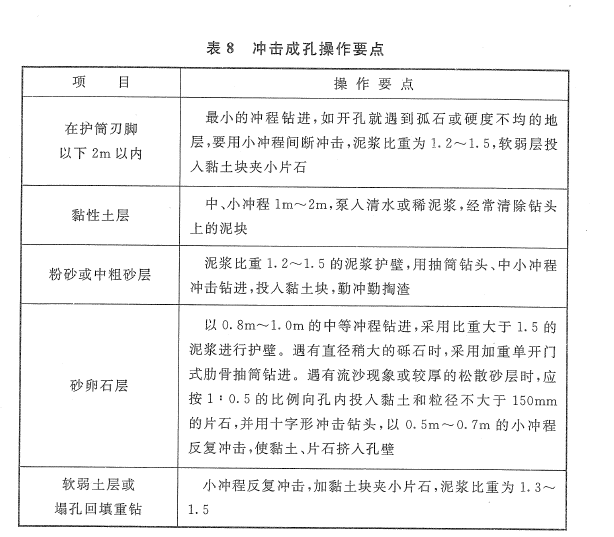 表 8 冲击成孔操作要点
项 目
操 作 要 点
在护筒刃脚
以下 2m 以内
最小的冲程钻进,如开孔就遇到孤石或硬度不均的地
层,要用小冲程间断冲击,泥浆比重为 1.2～1.5,软弱层投
入黏土块夹小片石
黏性土层
中、小冲程 1m～2m,泵入清水或稀泥浆,经常清除钻头
上的泥块
粉砂或中粗砂层
泥浆比重 1.2～1.5 的泥浆护壁,用抽筒钻头、中小冲程
冲击钻进,投入黏土块,勤冲勤掏渣
砂卵石层
以 0.8m～1.0m 的中等冲程钻进,采用比重大于 1.5 的
泥浆进行护壁。遇有直径稍大的砾石时,采用加重单开门
式肋骨抽筒钻进。遇有流沙现象或较厚的松散砂层时,应
按 1∶0.5 的比例向孔内投入黏土和粒径不大于 150mm
的片石,并用十字形冲击钻头,以 0.5m～0.7m 的小冲程
反复冲击,使黏土、片石挤入孔壁
软弱土层或
塌孔回填重钻
小冲程反复冲击,加黏土块夹小片石,泥浆比重为 1.3～
1.5